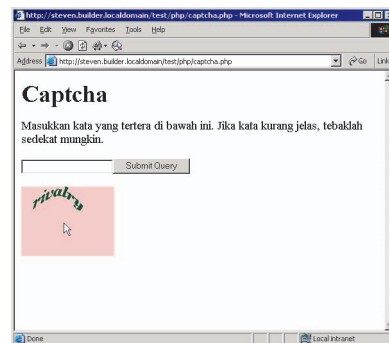 http://steven.builder.localdomain/test/php/captcha.php - Microsoft Internet Explorer
File Edit View Favorites Tools Help
Address http://steven.builder.localdomain/test/php/captcha.php Go Link
Captcha
Masukkan kata yang tertera di bawah ini. Jika kata kurang jelas, tebaklah
sedekat mungkin.
Submit Query
rivalry
Done Local intranet